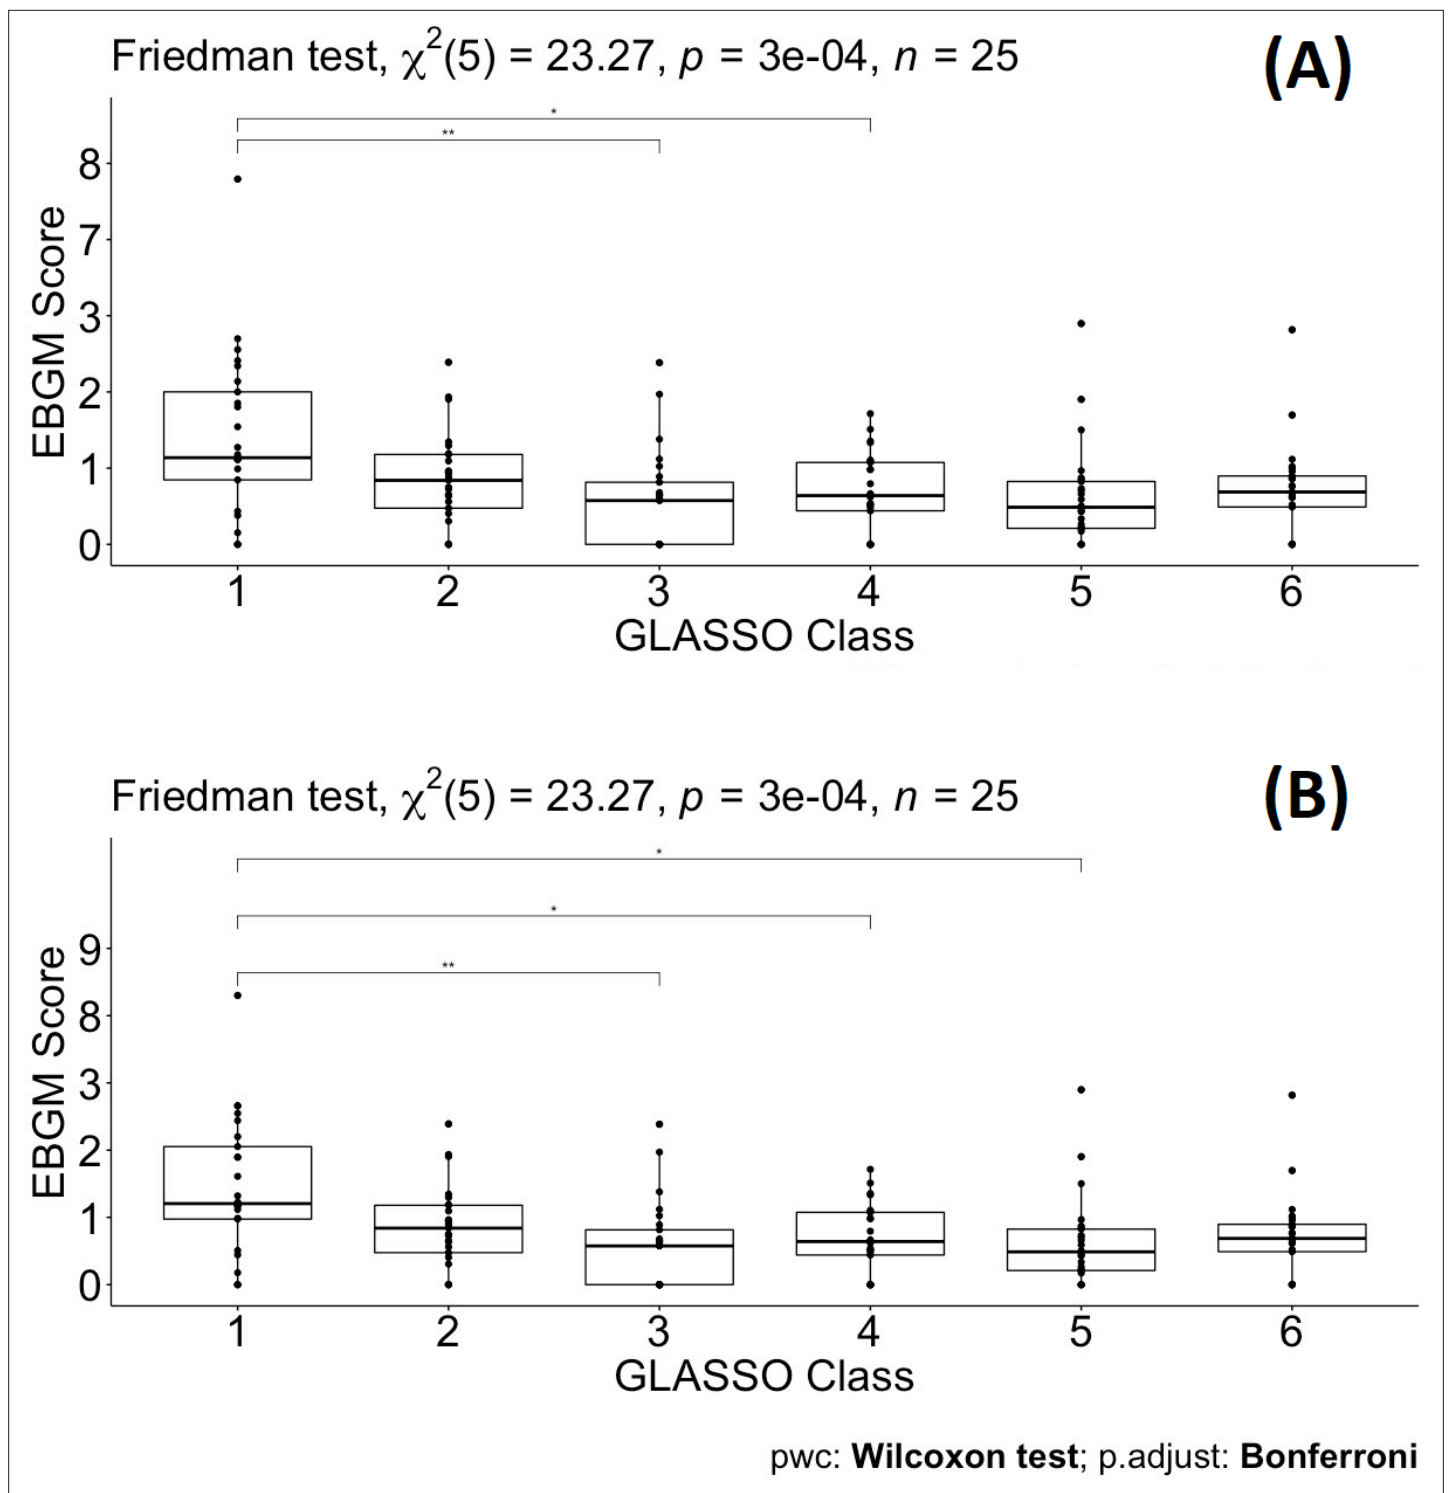 Friedman test, χ²(5) = 23.27, p = 3e-04, n = 25
(A)
*
**
8
7
3
2
1
0
EBGM Score
1 2 3 4 5 6
GLASSO Class
Friedman test, χ²(5) = 23.27, p = 3e-04, n = 25
(B)
*
*
**
9
8
3
2
1
0
EBGM Score
1 2 3 4 5 6
GLASSO Class
pwc: Wilcoxon test; p.adjust: Bonferroni